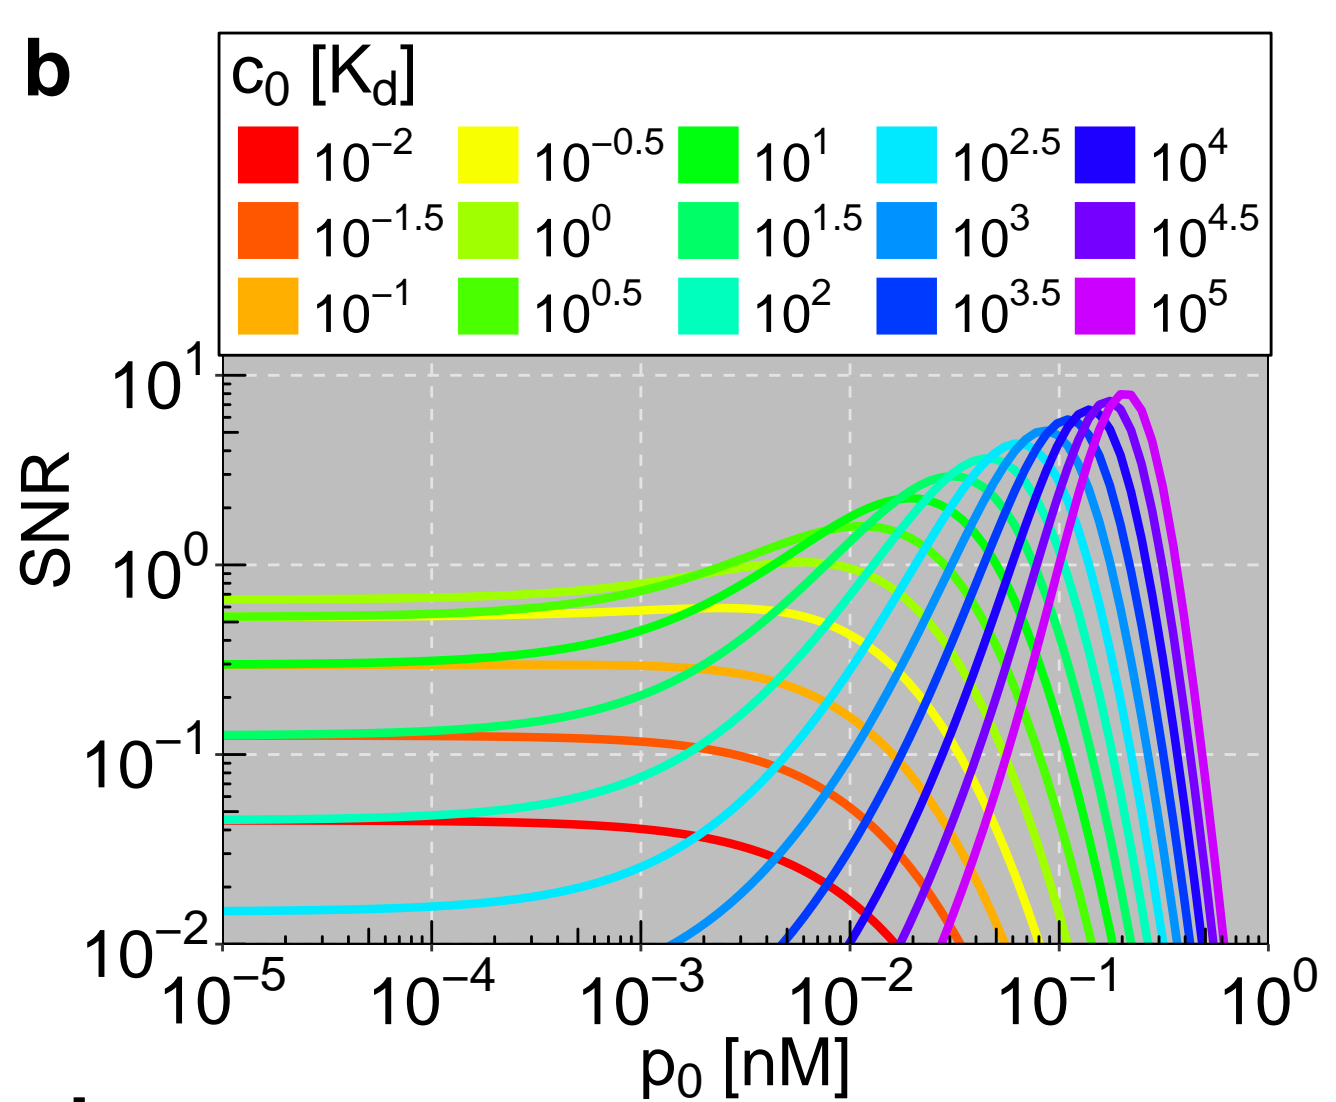 b
c₀ [K_d]
10⁻² 10⁻⁰·⁵ 10¹ 10²·⁵ 10⁴
10⁻¹·⁵ 10⁰ 10¹·⁵ 10³ 10⁴·⁵
10⁻¹ 10⁰·⁵ 10² 10³·⁵ 10⁵
10¹
10⁰
10⁻¹
10⁻²
SNR
10⁻⁵ 10⁻⁴ 10⁻³ 10⁻² 10⁻¹ 10⁰
p₀ [nM]